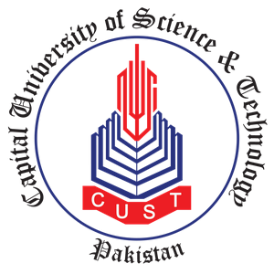 Capital University of Science & Technology
CUST
Pakistan